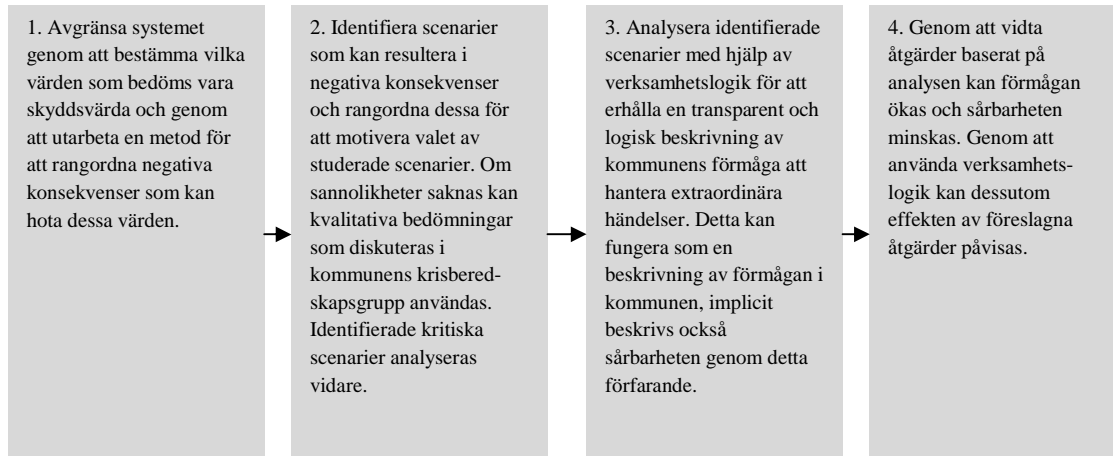 1. Avgränsa systemet
genom att bestämma vilka
värden som bedöms vara
skyddsvärda och genom
att utarbeta en metod för
att rangordna negativa
konsekvenser som kan
hota dessa värden.
2. Identifiera scenarier
som kan resultera i
negativa konsekvenser
och rangordna dessa för
att motivera valet av
studerade scenarier. Om
sannolikheter saknas kan
kvalitativa bedömningar
som diskuteras i
kommunens krisbered-
skapsgrupp användas.
Identifierade kritiska
scenarier analyseras
vidare.
3. Analysera identifierade
scenarier med hjälp av
verksamhetslogik för att
erhålla en transparent och
logisk beskrivning av
kommunens förmåga att
hantera extraordinära
händelser. Detta kan
fungera som en
beskrivning av förmågan i
kommunen, implicit
beskrivs också
sårbarheten genom detta
förfarande.
4. Genom att vidta
åtgärder baserat på
analysen kan förmågan
ökas och sårbarheten
minskas. Genom att
använda verksamhets-
logik kan dessutom
effekten av föreslagna
åtgärder påvisas.